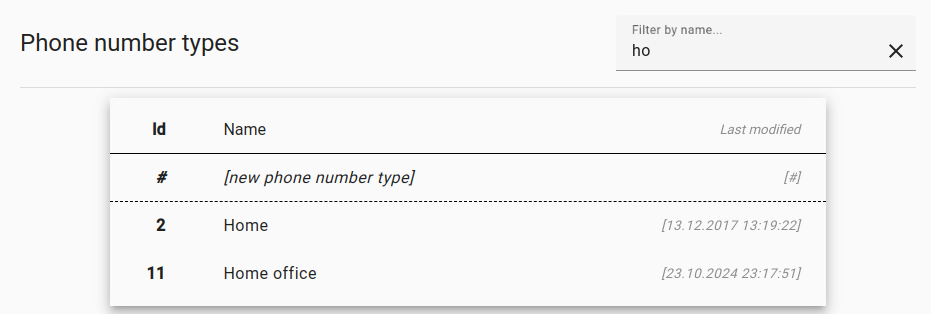 Phone number types
Filter by name...
ho
Id Name Last modified
# [new phone number type] [#]
2 Home [13.12.2017 13:19:22]
11 Home office [23.10.2024 23:17:51]